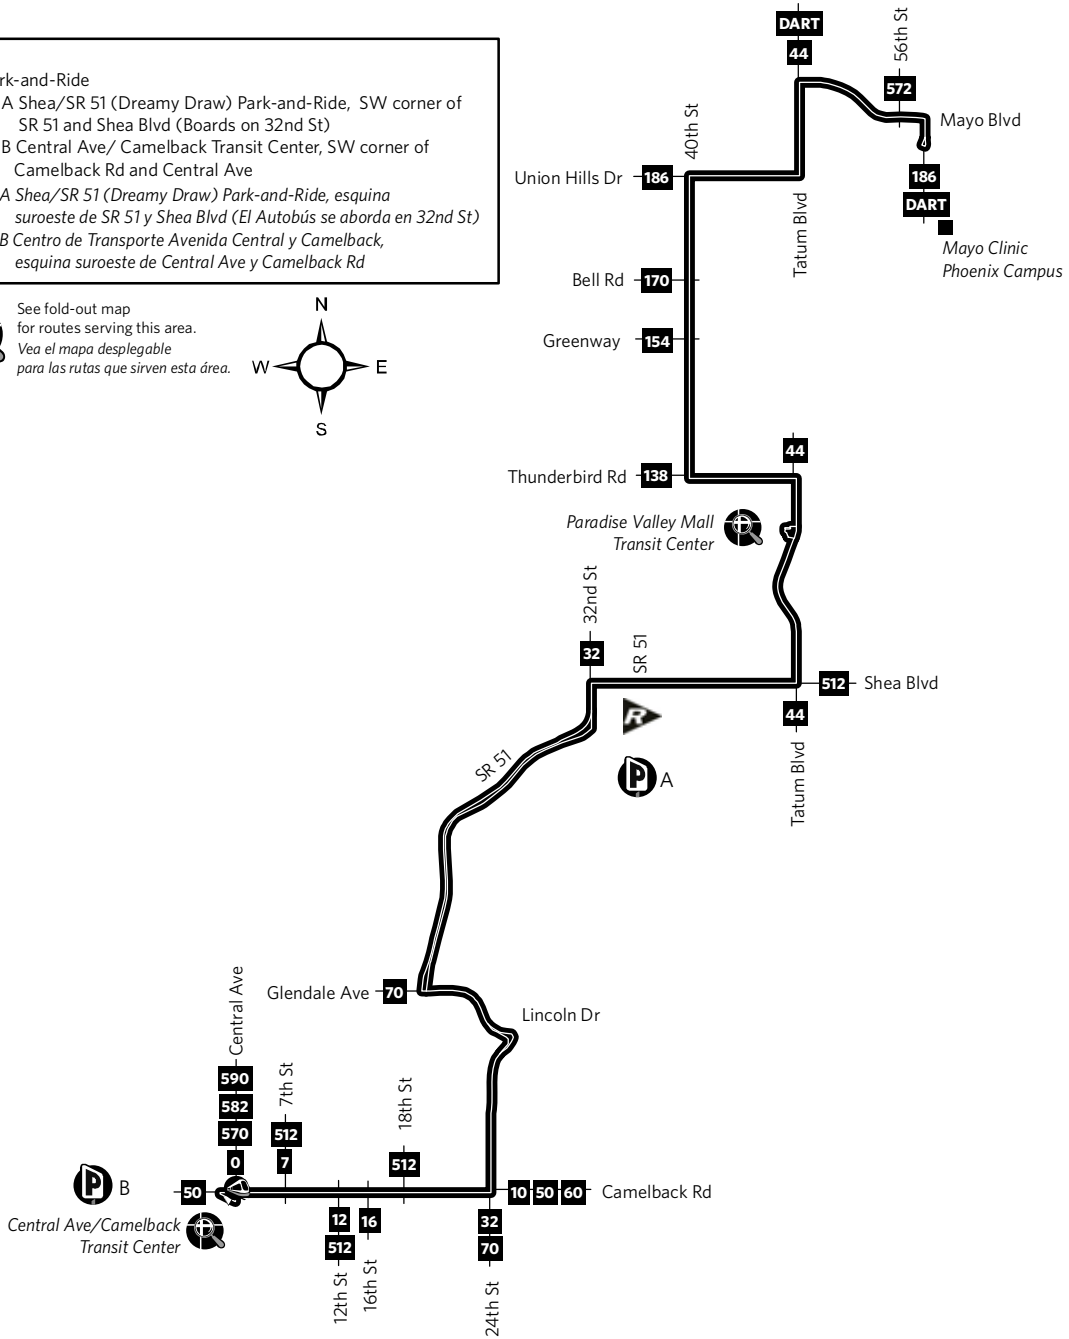 DART
44
56th St
572
Mayo Blvd
186
DART
Mayo Clinic
Phoenix Campus
rk-and-Ride
A Shea/SR 51 (Dreamy Draw) Park-and-Ride, SW corner of
SR 51 and Shea Blvd (Boards on 32nd St)
B Central Ave/ Camelback Transit Center, SW corner of
Camelback Rd and Central Ave
A Shea/SR 51 (Dreamy Draw) Park-and-Ride, esquina
suroeste de SR 51 y Shea Blvd (El Autobús se aborda en 32nd St)
B Centro de Transporte Avenida Central y Camelback,
esquina suroeste de Central Ave y Camelback Rd
See fold-out map
for routes serving this area.
Vea el mapa desplegable
para las rutas que sirven esta área.
N
W
E
S
40th St
Union Hills Dr
186
Tatum Blvd
Bell Rd
170
Greenway
154
44
Thunderbird Rd
138
Paradise Valley Mall
Transit Center
32nd St
32
SR 51
512
Shea Blvd
44
R
Tatum Blvd
P
A
SR 51
Glendale Ave
70
Lincoln Dr
Central Ave
590
582
570
0
7th St
512
7
18th St
512
P
B
50
10
50
60
Camelback Rd
Central Ave/Camelback
Transit Center
12
512
12th St
16
16th St
32
70
24th St